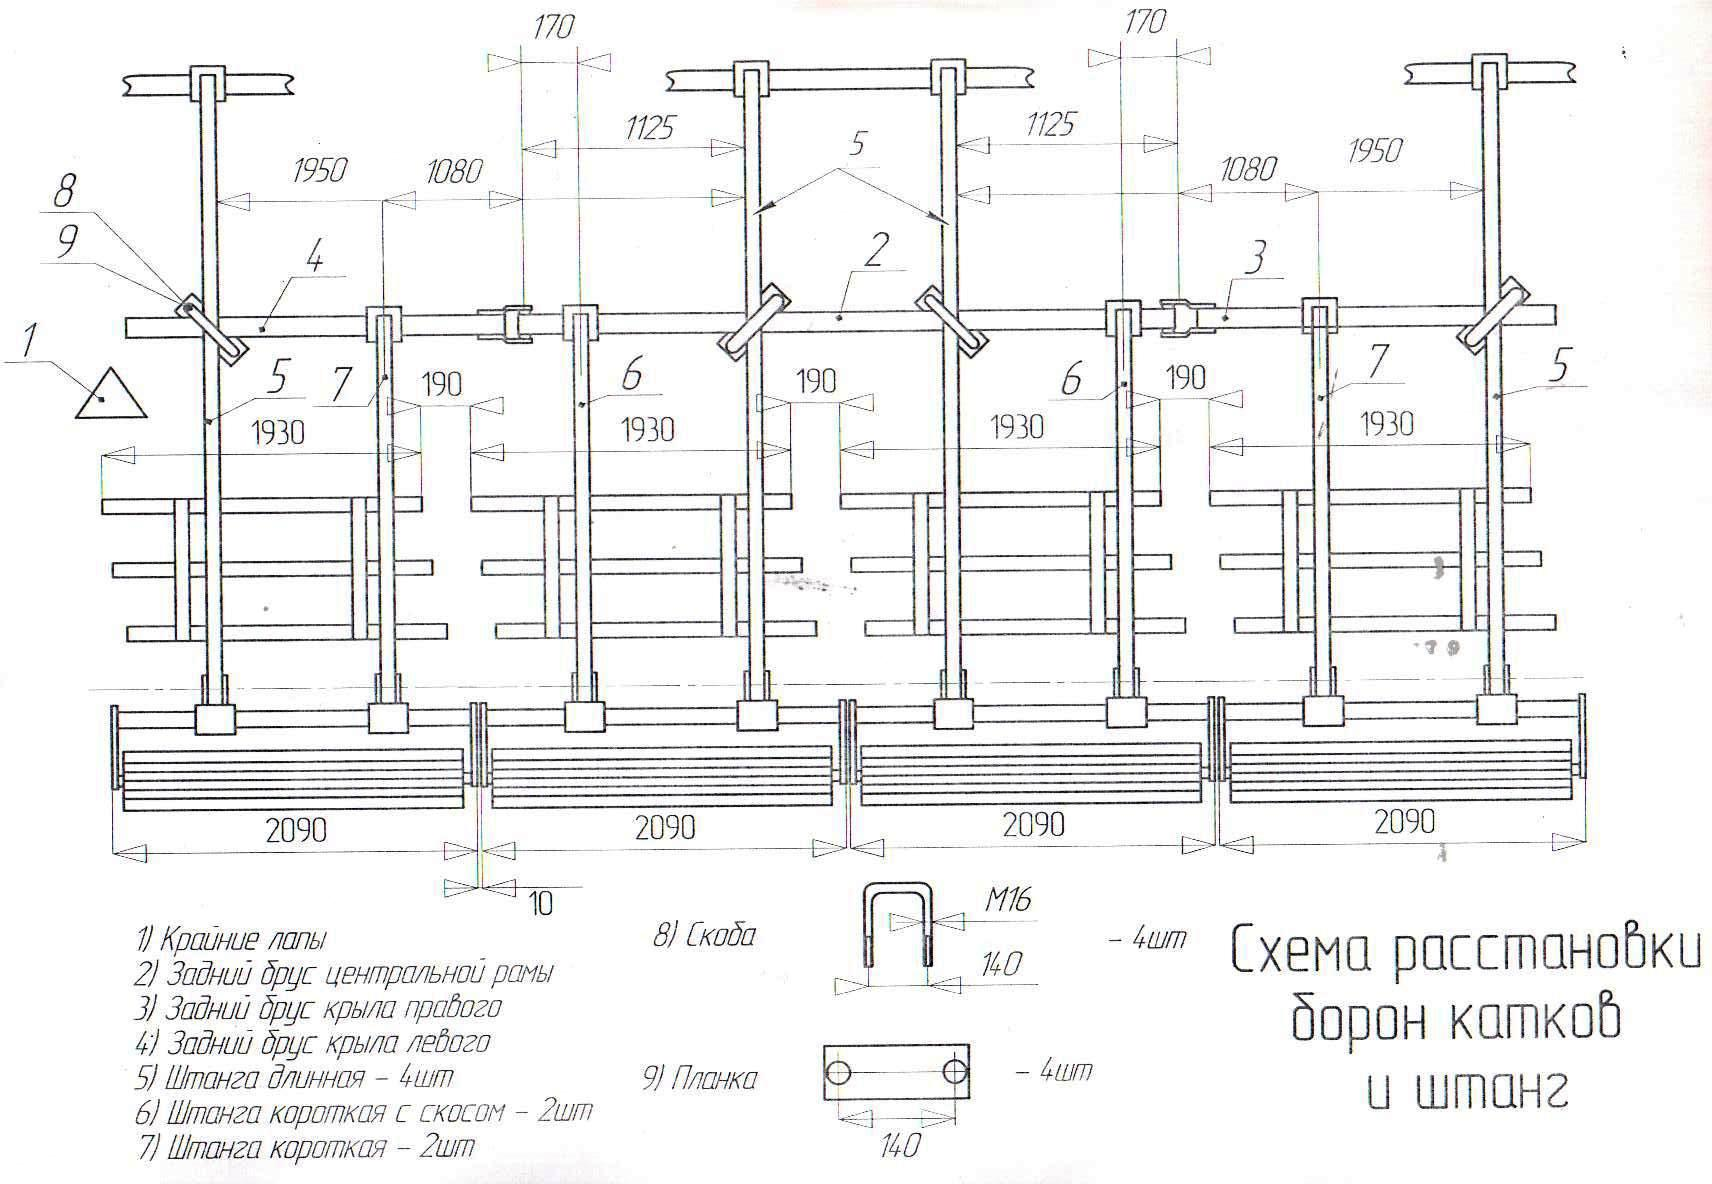 170
170
1125
1125
5
1950
1080
1080
1950
8
9
4
2
3
1
5
7
190
6
190
6
190
7
5
1930
1930
1930
1930
2090
2090
2090
2090
10
1) Крайние лапы
2) Задний брус центральной рамы
3) Задний брус крыла правого
4) Задний брус крыла левого
5) Штанга длинная - 4шт
6) Штанга короткая с скосом - 2шт
7) Штанга короткая - 2шт
8) Скоба
М16
140
- 4шт
9) Планка
- 4шт
140
Схема расстановки
борон катков
и штанг